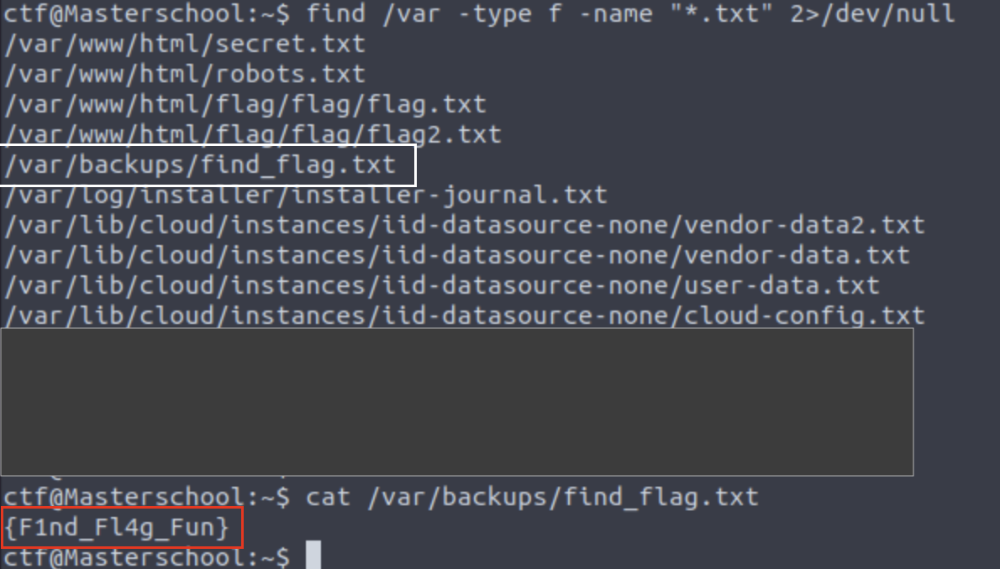 ctf@Masterschool:~$ find /var -type f -name "*.txt" 2>/dev/null
/var/www/html/secret.txt
/var/www/html/robots.txt
/var/www/html/flag/flag/flag.txt
/var/www/html/flag/flag/flag2.txt
/var/backups/find_flag.txt
/var/log/installer/installer-journal.txt
/var/lib/cloud/instances/iid-datasource-none/vendor-data2.txt
/var/lib/cloud/instances/iid-datasource-none/vendor-data.txt
/var/lib/cloud/instances/iid-datasource-none/user-data.txt
/var/lib/cloud/instances/iid-datasource-none/cloud-config.txt
ctf@Masterschool:~$ cat /var/backups/find_flag.txt
{F1nd_Fl4g_Fun}
ctf@Masterschool:~$